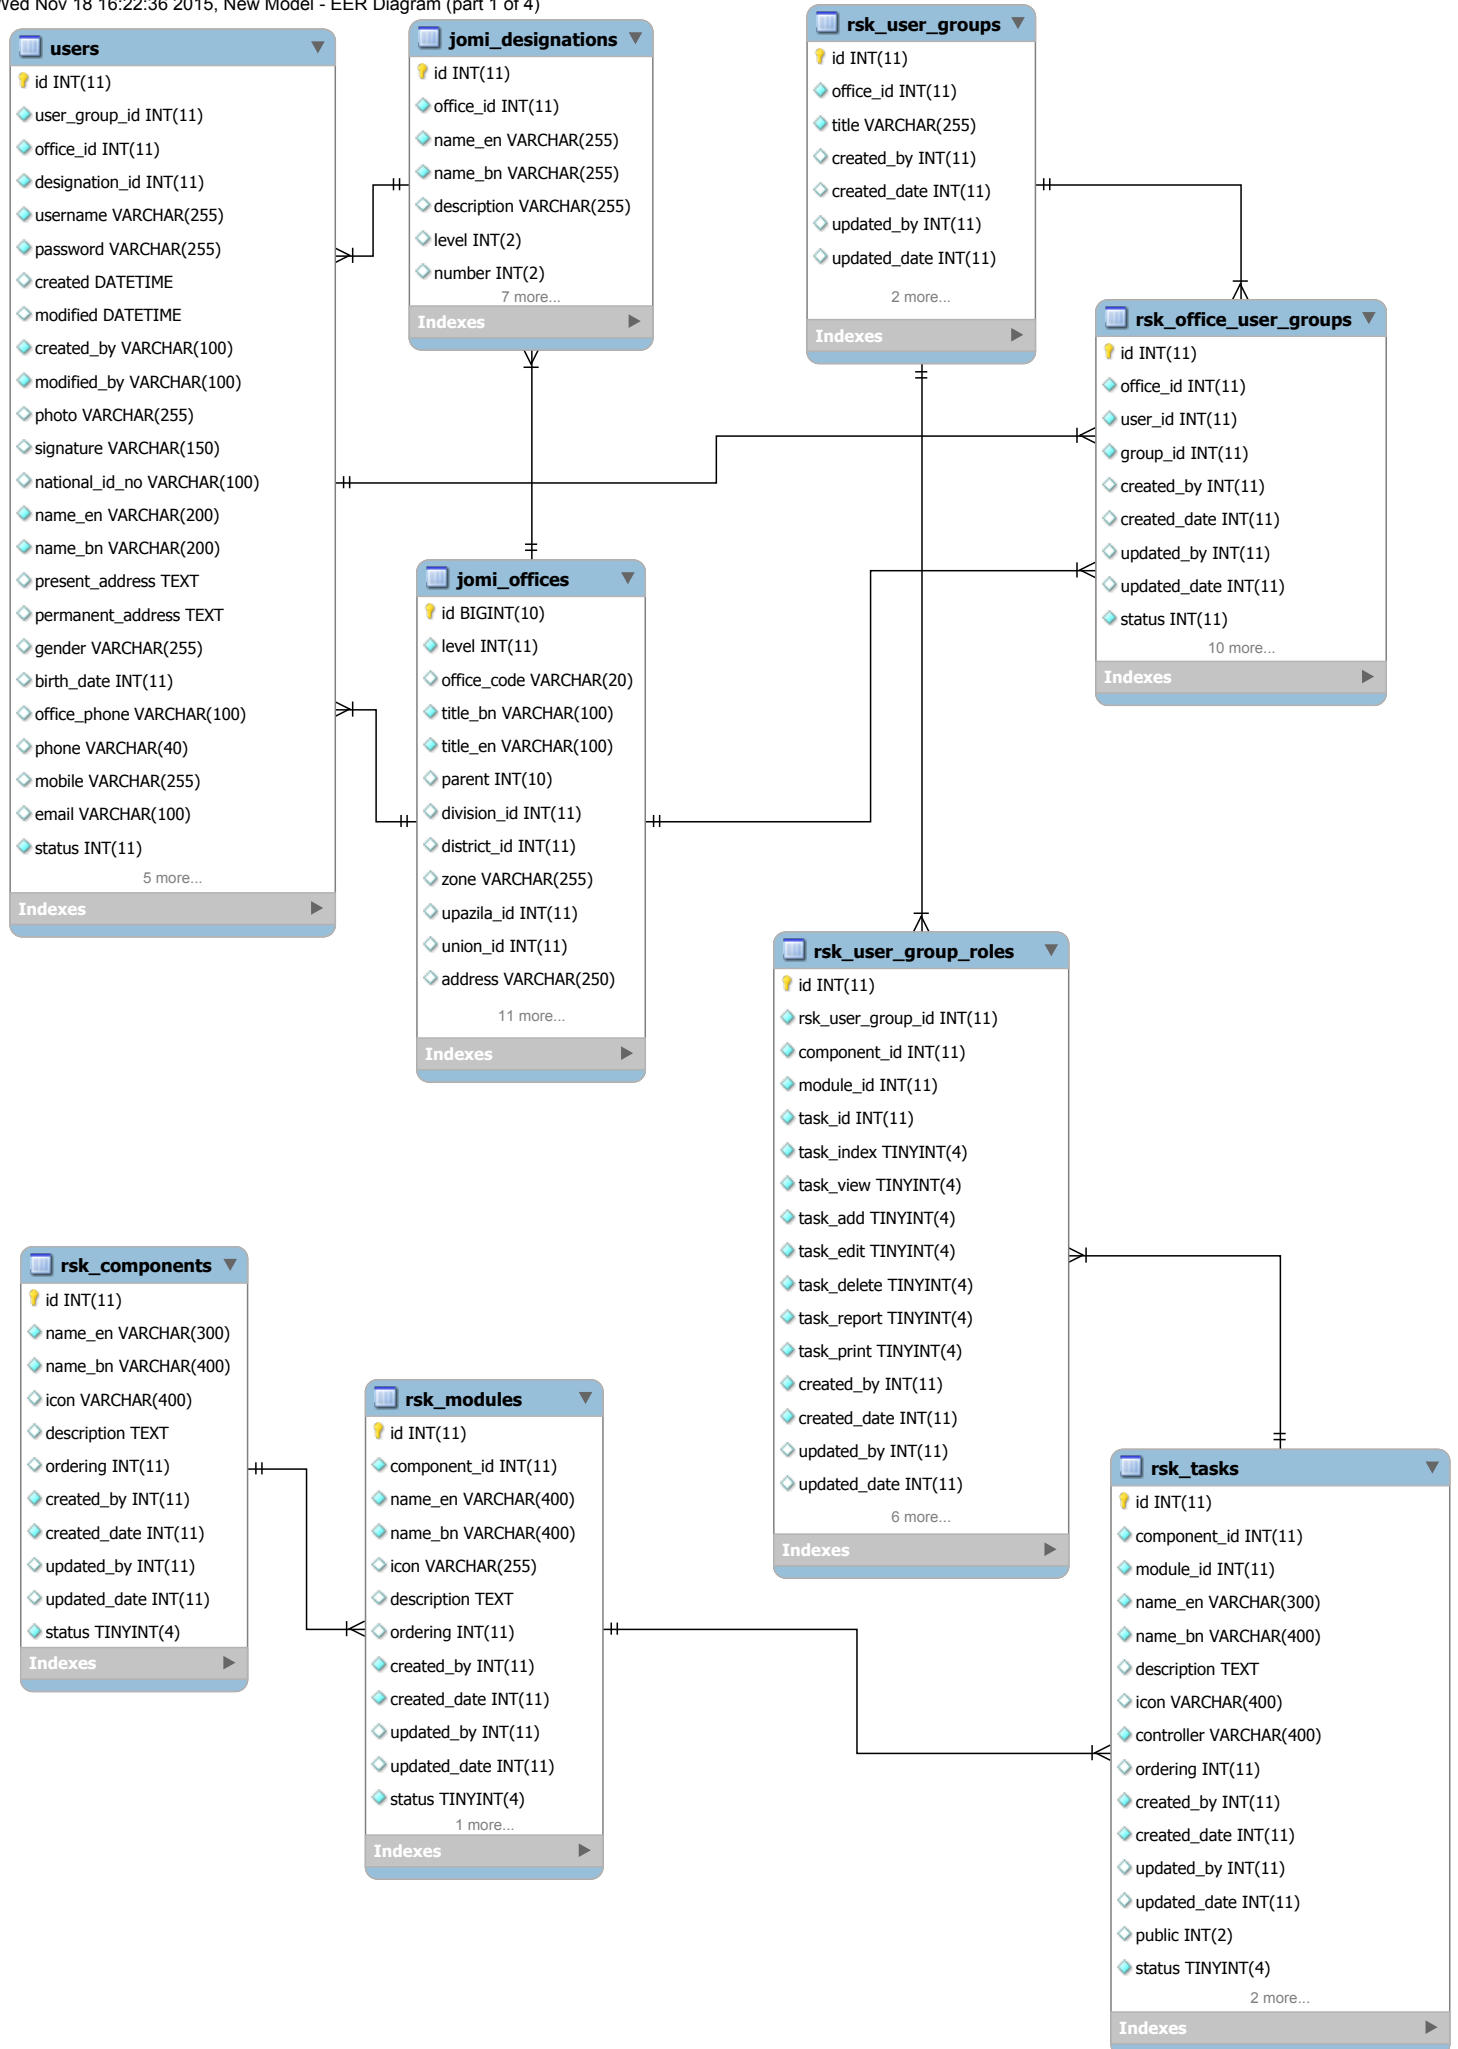 Wed Nov 18 16:22:36 2015, New Model - EER Diagram (part 1 of 4)
users
id INT(11)
user_group_id INT(11)
office_id INT(11)
designation_id INT(11)
username VARCHAR(255)
password VARCHAR(255)
created DATETIME
modified DATETIME
created_by VARCHAR(100)
modified_by VARCHAR(100)
photo VARCHAR(255)
signature VARCHAR(150)
national_id_no VARCHAR(100)
name_en VARCHAR(200)
name_bn VARCHAR(200)
present_address TEXT
permanent_address TEXT
gender VARCHAR(255)
birth_date INT(11)
office_phone VARCHAR(100)
phone VARCHAR(40)
mobile VARCHAR(255)
email VARCHAR(100)
status INT(11)
5 more...
Indexes
jomi_designations
id INT(11)
office_id INT(11)
name_en VARCHAR(255)
name_bn VARCHAR(255)
description VARCHAR(255)
level INT(2)
number INT(2)
7 more...
Indexes
rsk_user_groups
id INT(11)
office_id INT(11)
title VARCHAR(255)
created_by INT(11)
created_date INT(11)
updated_by INT(11)
updated_date INT(11)
2 more...
Indexes
rsk_office_user_groups
id INT(11)
office_id INT(11)
user_id INT(11)
group_id INT(11)
created_by INT(11)
created_date INT(11)
updated_by INT(11)
updated_date INT(11)
status INT(11)
10 more...
Indexes
jomi_offices
id BIGINT(10)
level INT(11)
office_code VARCHAR(20)
title_bn VARCHAR(100)
title_en VARCHAR(100)
parent INT(10)
division_id INT(11)
district_id INT(11)
zone VARCHAR(255)
upazila_id INT(11)
union_id INT(11)
address VARCHAR(250)
11 more...
Indexes
rsk_user_group_roles
id INT(11)
rsk_user_group_id INT(11)
component_id INT(11)
module_id INT(11)
task_id INT(11)
task_index TINYINT(4)
task_view TINYINT(4)
task_add TINYINT(4)
task_edit TINYINT(4)
task_delete TINYINT(4)
task_report TINYINT(4)
task_print TINYINT(4)
created_by INT(11)
created_date INT(11)
updated_by INT(11)
updated_date INT(11)
6 more...
Indexes
rsk_components
id INT(11)
name_en VARCHAR(300)
name_bn VARCHAR(400)
icon VARCHAR(400)
description TEXT
ordering INT(11)
created_by INT(11)
created_date INT(11)
updated_by INT(11)
updated_date INT(11)
status TINYINT(4)
Indexes
rsk_modules
id INT(11)
component_id INT(11)
name_en VARCHAR(400)
name_bn VARCHAR(400)
icon VARCHAR(255)
description TEXT
ordering INT(11)
created_by INT(11)
created_date INT(11)
updated_by INT(11)
updated_date INT(11)
status TINYINT(4)
1 more...
Indexes
rsk_tasks
id INT(11)
component_id INT(11)
module_id INT(11)
name_en VARCHAR(300)
name_bn VARCHAR(400)
description TEXT
icon VARCHAR(400)
controller VARCHAR(400)
ordering INT(11)
created_by INT(11)
created_date INT(11)
updated_by INT(11)
updated_date INT(11)
public INT(2)
status TINYINT(4)
2 more...
Indexes